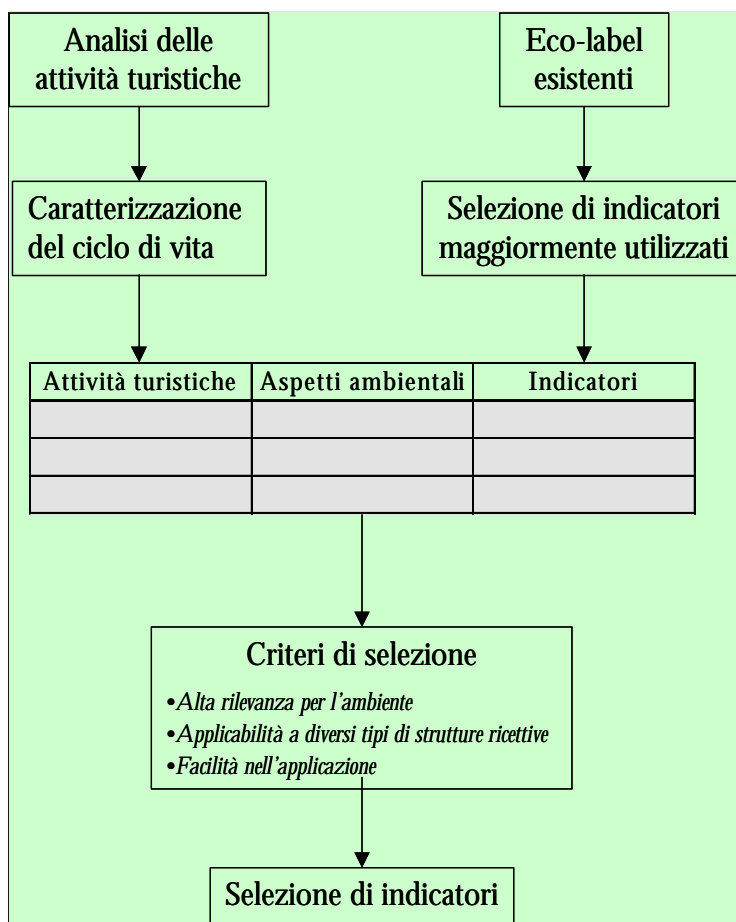 Analisi delle
attività turistiche
Eco-label
esistenti
Caratterizzazione
del ciclo di vita
Selezione di indicatori
maggiormente utilizzati
Attività turistiche
Aspetti ambientali
Indicatori
Criteri di selezione
•Alta rilevanza per l'ambiente
•Applicabilità a diversi tipi di strutture ricettive
•Facilità nell'applicazione
Selezione di indicatori